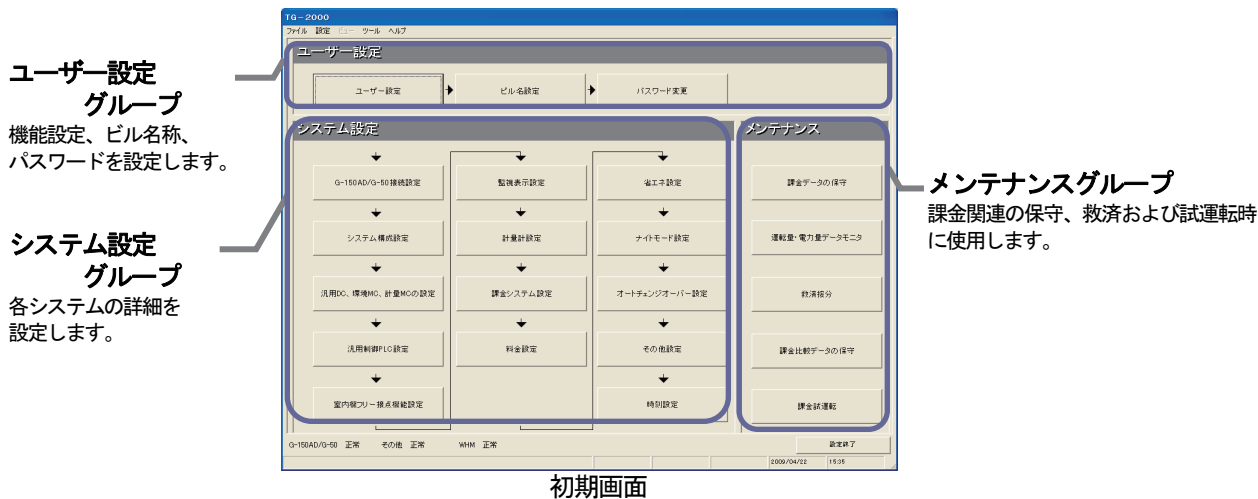 TG-2000
ファイル 設定 ビュー ツール ヘルプ
ユーザー設定
ユーザー設定
ビル名設定
パスワード変更
ユーザー設定
グループ
機能設定、ビル名称、
パスワードを設定します。
システム設定
グループ
各システムの詳細を
設定します。
システム設定
G-150AD/G-50接続設定
システム構成設定
汎用DC、環境MC、計量MCの設定
汎用制御PLC設定
室内機フリー接点機能設定
監視表示設定
計量計設定
課金システム設定
料金設定
省エネ設定
ナイトモード設定
オートチェンジオーバー設定
その他設定
時刻設定
メンテナンス
課金データの保守
運転量・電力量データモニタ
救済按分
課金比較データの保守
課金試運転
メンテナンスグループ
課金関連の保守、救済および試運転時
に使用します。
G-150AD/G-50 正常 その他 正常 WHM 正常
設定終了
2009/04/22 15:35
初期画面